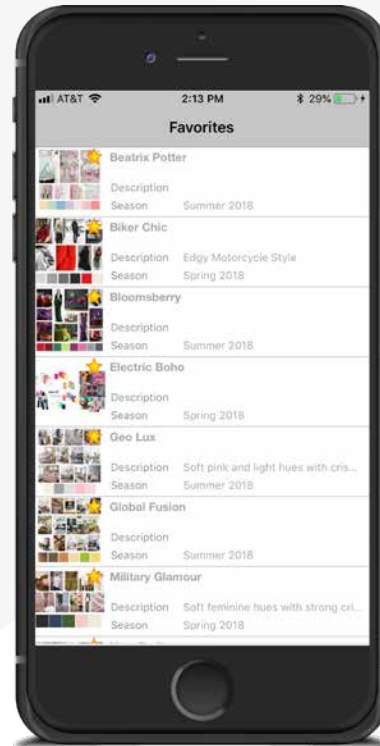 AT&T 2:13 PM 29%
Favorites
Beatrix Potter
Description
Season Summer 2018
Biker Chic
Description Edgy Motorcycle Style
Season Spring 2018
Bloomsberry
Description
Season Summer 2018
Electric Boho
Description
Season Spring 2018
Geo Lux
Description Soft pink and light hues with cris...
Season Summer 2018
Global Fusion
Description
Season Summer 2018
Military Glamour
Description Soft feminine hues with strong cri...
Season Spring 2018